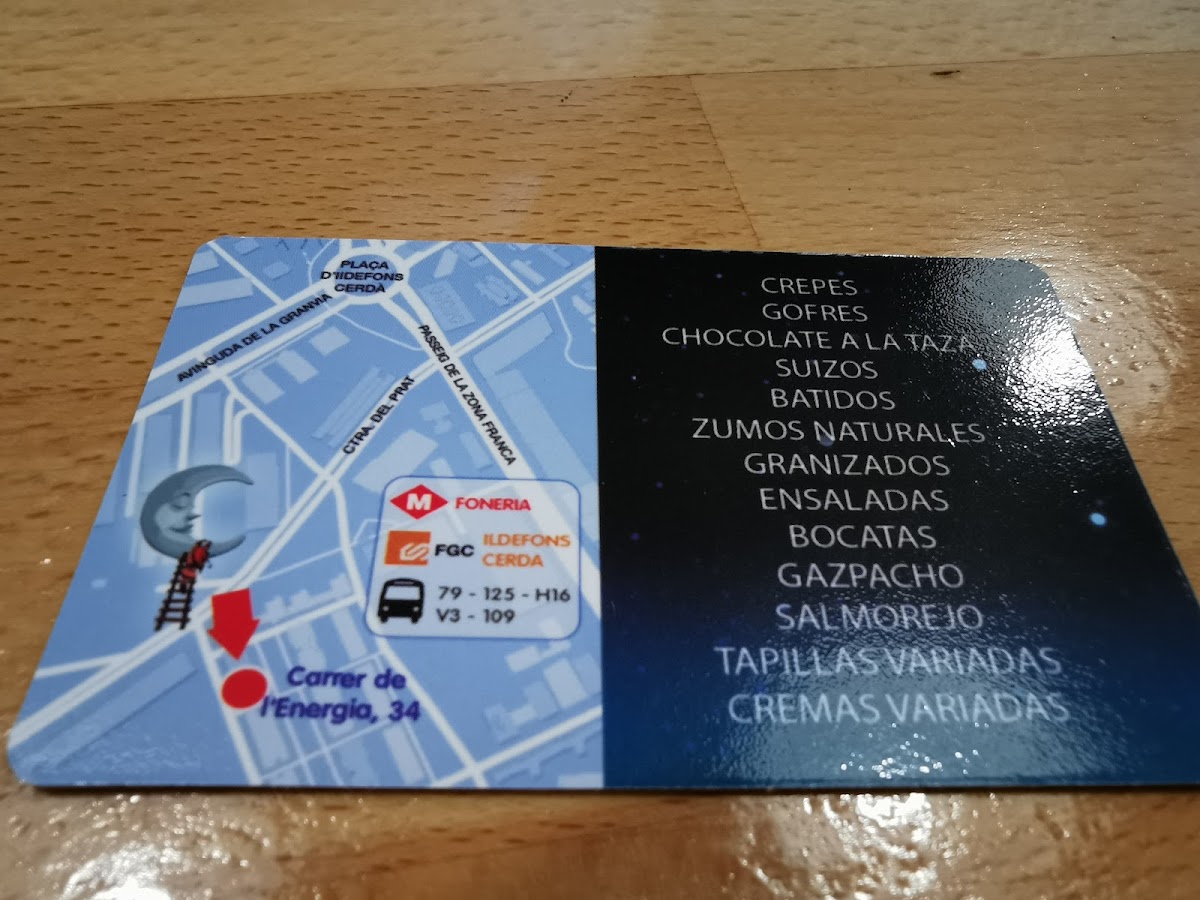 PLAÇA
D'IlDEFONS
CERDÀ
AVINGUDA DE LA GRANVIA
PASSEIG DE LA ZONA FRANCA
CTRA. DEL PRAT
M FONERIA
FGC ILDEFONS
CERDA
79 - 125 - H16
V3 - 109
Carrer de
l'Energia, 34
CREPES
GOFRES
CHOCOLATE A LA TAZA
SUIZOS
BATIDOS
ZUMOS NATURALES
GRANIZADOS
ENSALADAS
BOCATAS
GAZPACHO
SALMOREJO
TAPILLAS VARIADAS
CREMAS VARIADAS